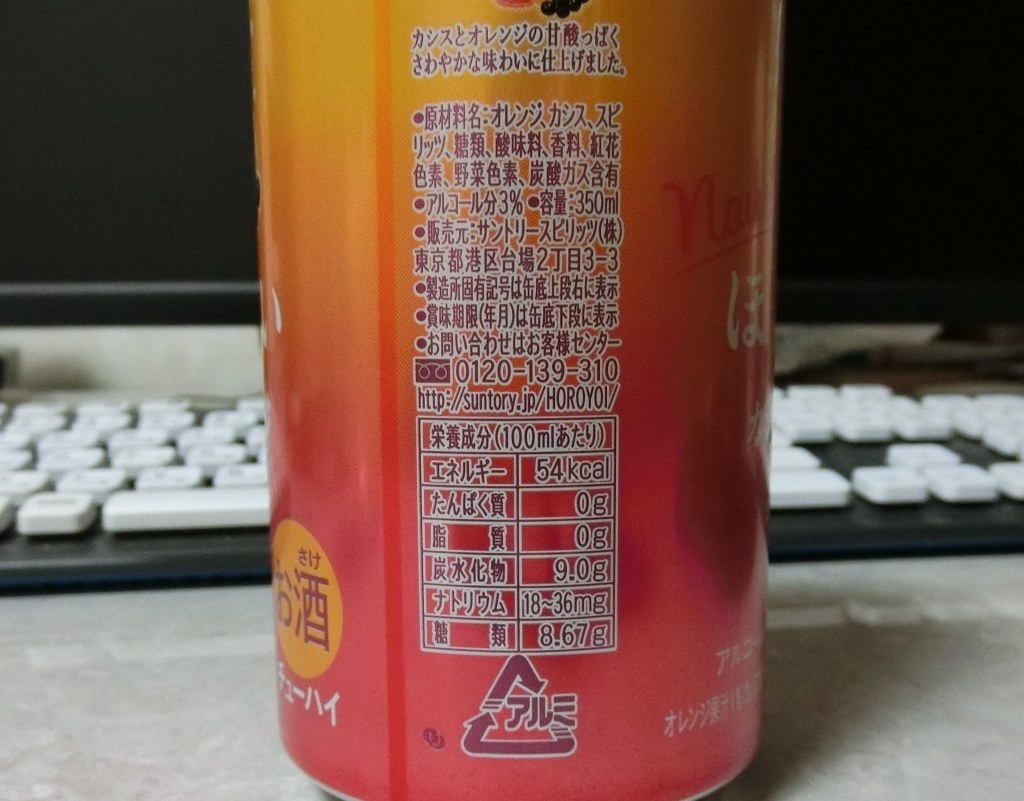 カシスとオレンジの甘酸っぱく
さわやかな味わいに仕上げました。
●原材料名:オレンジ、カシス、スピ
リッツ、糖類、酸味料、香料、紅花
色素、野菜色素、炭酸ガス含有
●アルコール分3% ●容量:350ml
●販売元:サントリースピリッツ(株)
東京都港区台場2丁目3-3
●製造所固有記号は缶底上段右に表示
●賞味期限(年月)は缶底下段に表示
●お問い合わせはお客様センター
0120-139-310
http://suntory.jp/HOROYOI/
栄養成分(100mlあたり)
エネルギー 54kcal
たんぱく質 0g
脂質 0g
炭水化物 9.0g
ナトリウム 18~36mg
糖類 8.67g
アルミ
さけ
お酒
チューハイ
ほ
オレンジ果汁